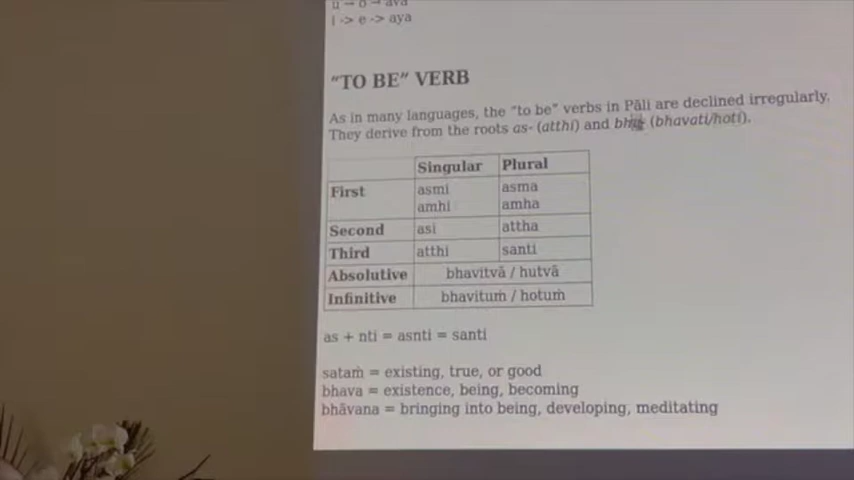 u -> o -> ava
i -> e -> aya
"TO BE" VERB
As in many languages, the "to be" verbs in Pāli are declined irregularly.
They derive from the roots as- (atthi) and (bhavati/hoti).
Singular Plural
First asmi asma
amhi amha
Second asi attha
Third atthi santi
Absolutive bhavitvā / hutvā
Infinitive bhavituṁ / hotuṁ
as + nti = asnti = santi
sataṁ = existing, true, or good
bhava = existence, being, becoming
bhāvana = bringing into being, developing, meditating